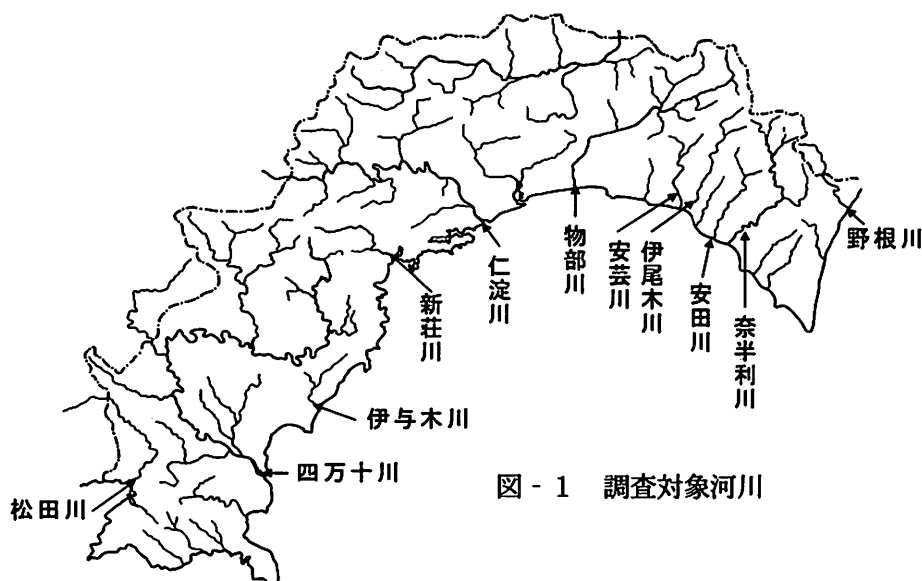 野根川
奈半利川
安田川
伊尾木川
安芸川
物部川
仁淀川
新荘川
伊与木川
四万十川
松田川
図 - 1 調査対象河川